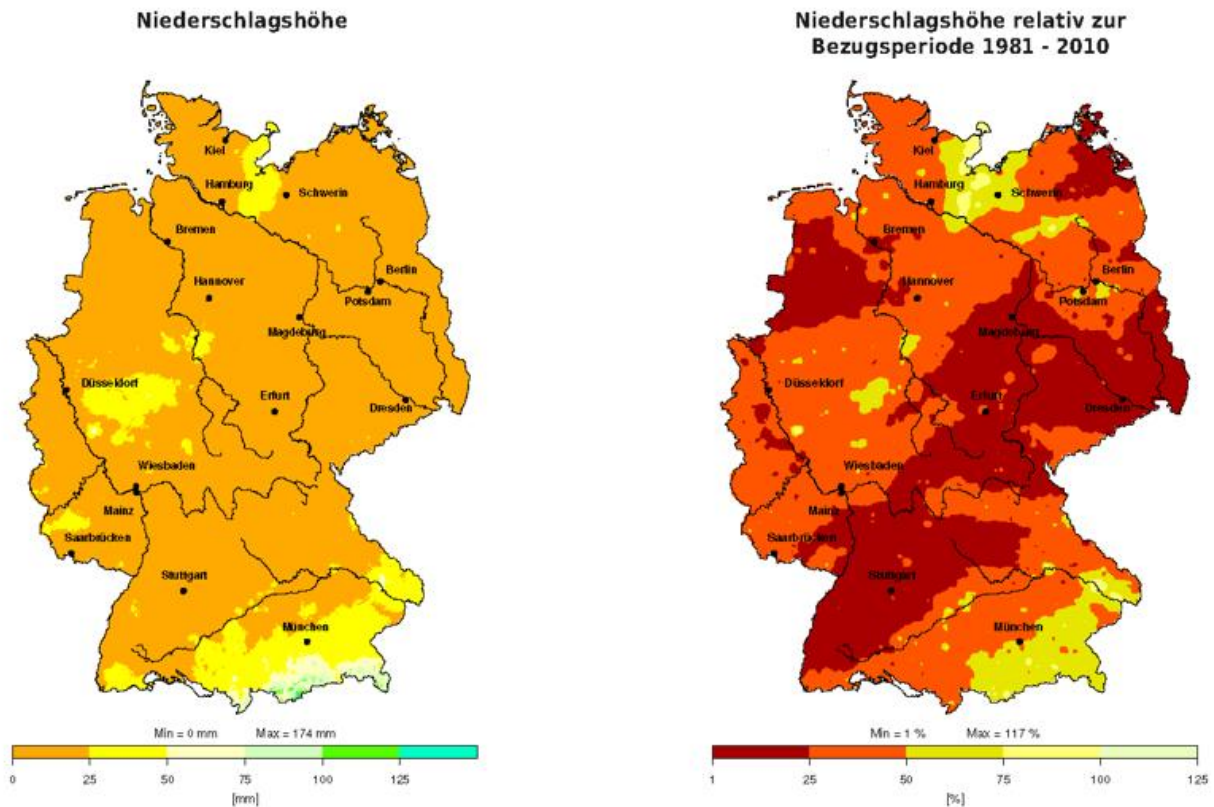 Niederschlagshöhe
Kiel
Hamburg
Schwerin
Bremen
Berlin
Hannover
Potsdam
Magdeburg
Düsseldorf
Erfurt
Dresden
Wiesbaden
Mainz
Saarbrücken
Stuttgart
München
Min = 0 mm Max = 174 mm
0 25 50 75 100 125
[mm]
Niederschlagshöhe relativ zur
Bezugsperiode 1981 - 2010
Kiel
Hamburg
Schwerin
Bremen
Berlin
Hannover
Potsdam
Magdeburg
Düsseldorf
Erfurt
Dresden
Wiesbaden
Mainz
Saarbrücken
Stuttgart
München
Min = 1 % Max = 117 %
1 25 50 75 100 125
[%]